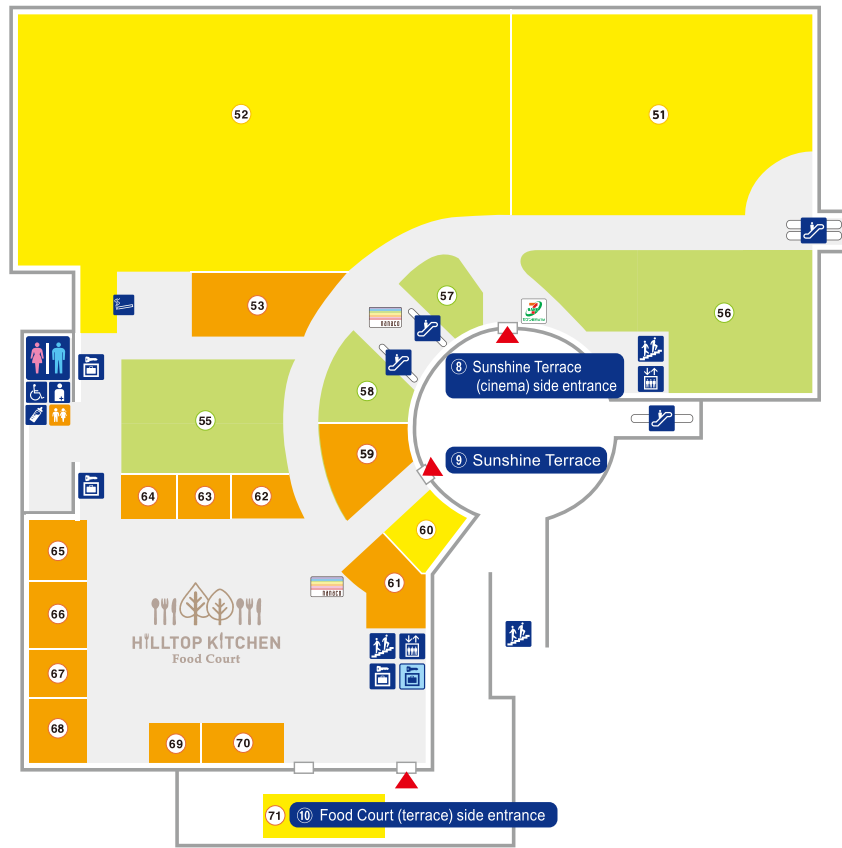 52
51
53
57
56
nanaco
7
BANK
⑧ Sunshine Terrace
(cinema) side entrance
58
55
59
⑨ Sunshine Terrace
64
63
62
60
65
61
nanaco
66
HILLTOP KITCHEN
Food Court
67
68
69
70
71
⑩ Food Court (terrace) side entrance